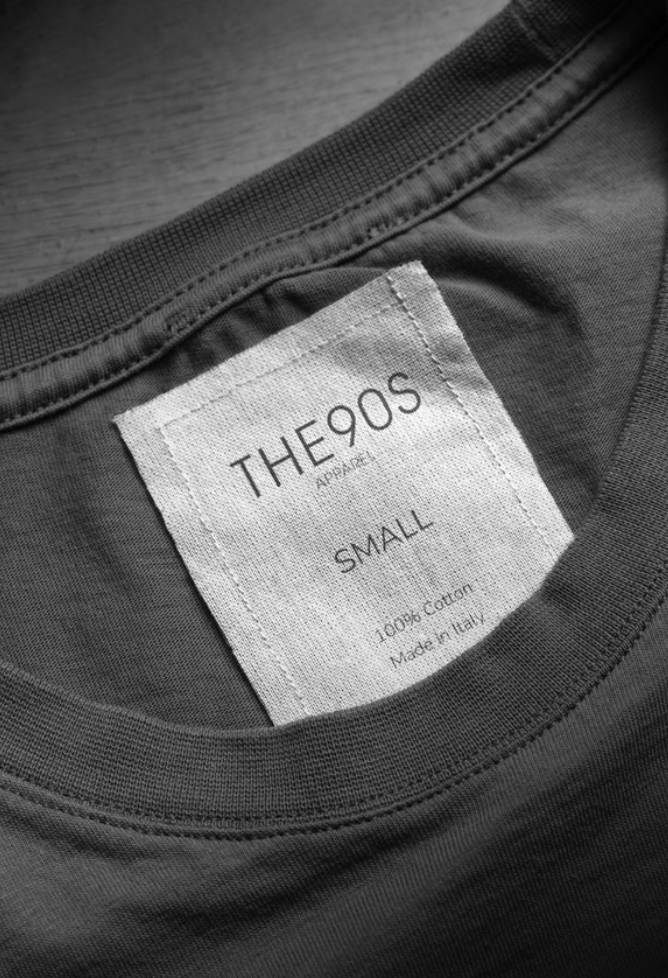 THE90S
APPAREL
SMALL
100% Cotton
Made in Italy